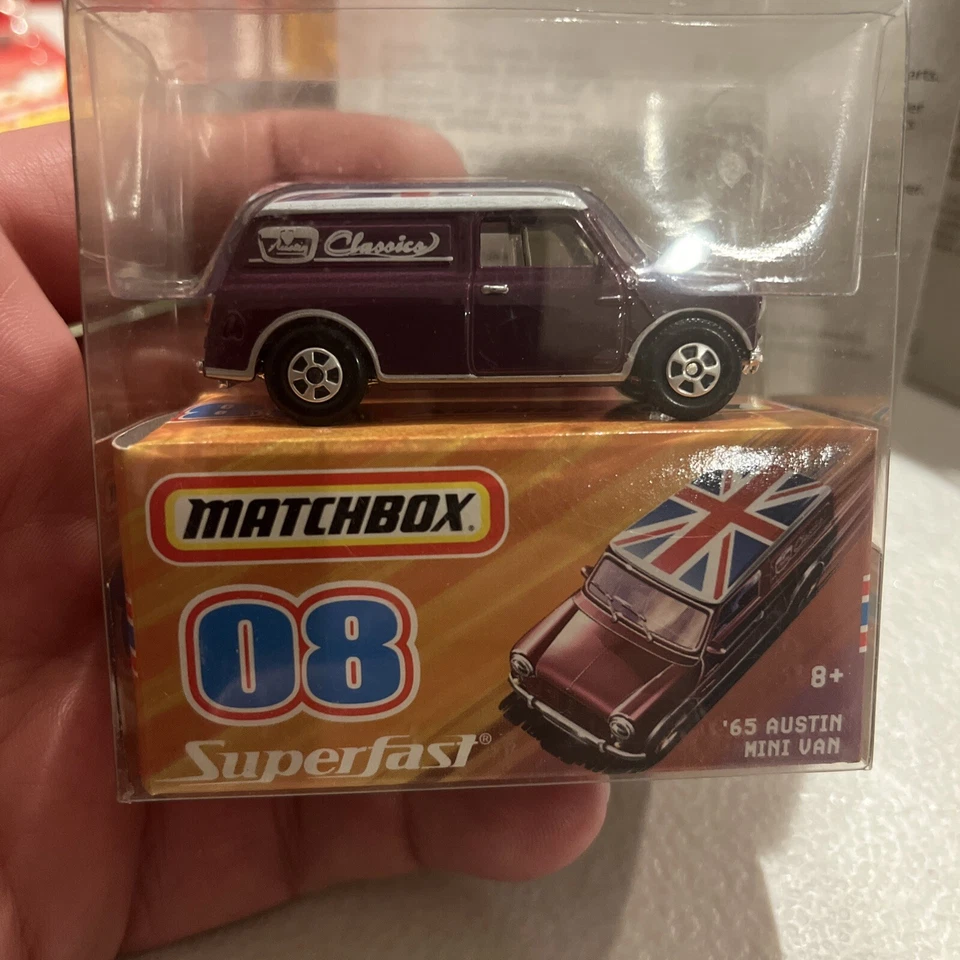 Classics
MATCHBOX®
08
Superfast®
8+
'65 AUSTIN
MINI VAN